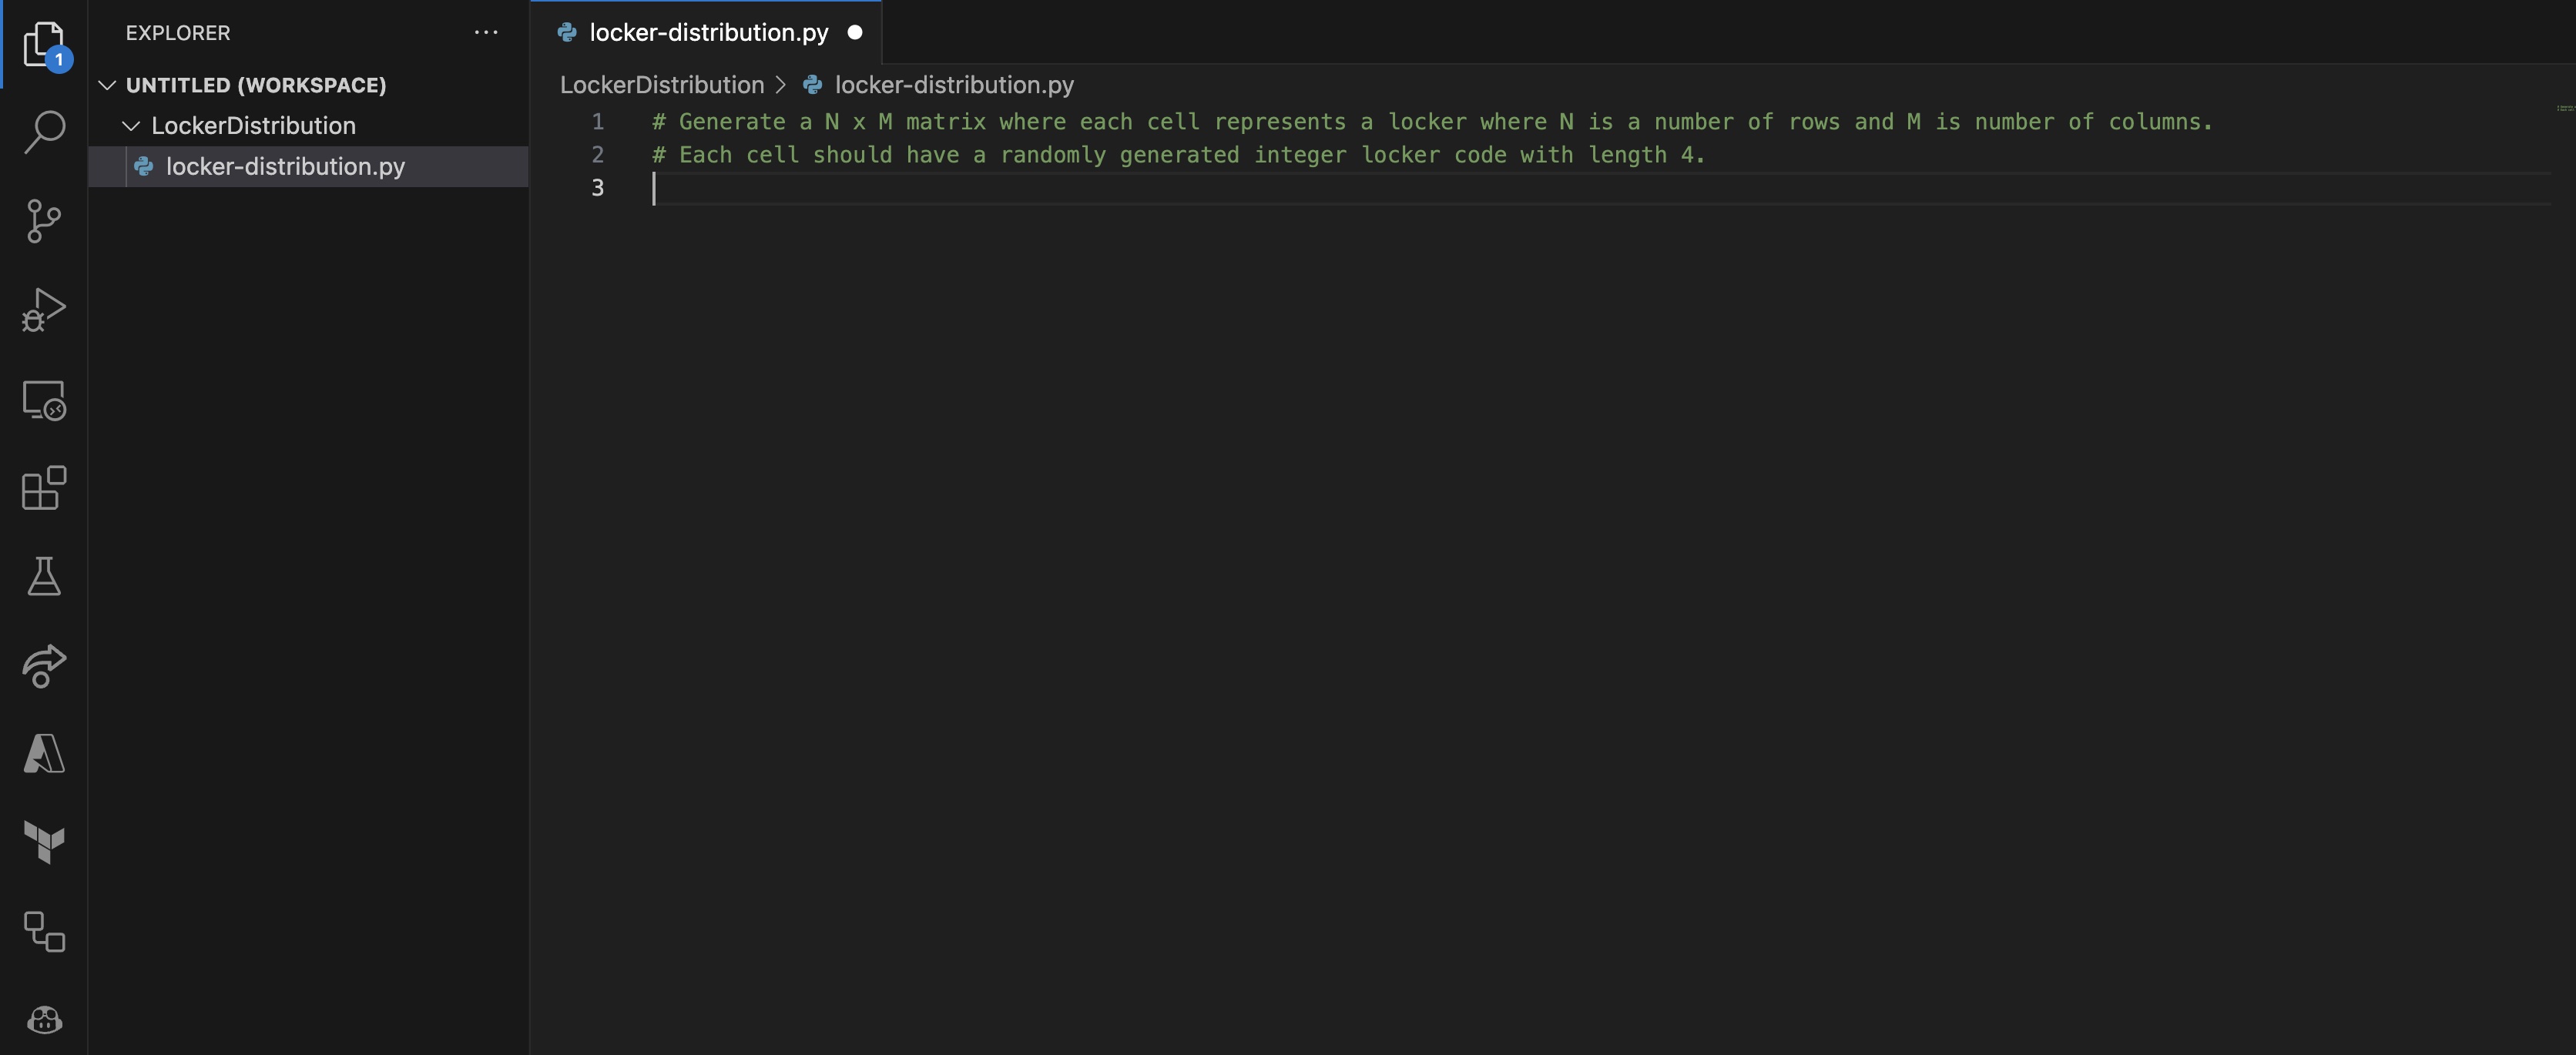 EXPLORER
UNTITLED (WORKSPACE)
LockerDistribution
locker-distribution.py
1
locker-distribution.py
LockerDistribution > locker-distribution.py
1 # Generate a N x M matrix where each cell represents a locker where N is a number of rows and M is number of columns.
2 # Each cell should have a randomly generated integer locker code with length 4.
3